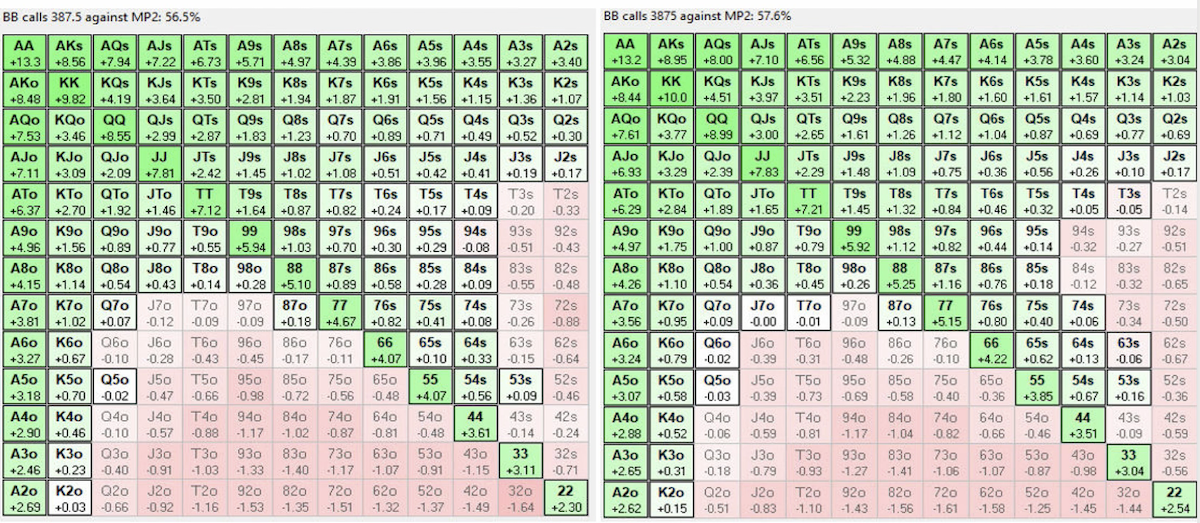 BB calls 387.5 against MP2: 56.5%
AA AKs AQs AJs ATs A9s A8s A7s A6s A5s A4s A3s A2s
+13.3 +8.56 +7.94 +7.22 +6.73 +5.71 +4.97 +4.39 +3.86 +3.96 +3.55 +3.27 +3.40
AKo KK KQs KJs KTs K9s K8s K7s K6s K5s K4s K3s K2s
+8.48 +9.82 +4.19 +3.64 +3.50 +2.81 +1.94 +1.87 +1.91 +1.56 +1.15 +1.36 +1.07
AQo KQo QQ QJs QTs Q9s Q8s Q7s Q6s Q5s Q4s Q3s Q2s
+7.53 +3.46 +8.55 +2.99 +2.87 +1.83 +1.23 +0.70 +0.89 +0.71 +0.49 +0.52 +0.30
AJo KJo QJo JJ JTs J9s J8s J7s J6s J5s J4s J3s J2s
+7.11 +3.09 +2.09 +7.81 +2.42 +1.45 +1.02 +1.08 +0.51 +0.42 +0.41 +0.19 +0.17
ATo KTo QTo JTo TT T9s T8s T7s T6s T5s T4s T3s T2s
+6.37 +2.70 +1.92 +1.46 +7.12 +1.64 +0.87 +0.82 +0.24 +0.17 +0.09 -0.20 -0.33
A9o K9o Q9o J9o T9o 99 98s 97s 96s 95s 94s 93s 92s
+4.96 +1.56 +0.89 +0.77 +0.55 +5.94 +1.03 +0.70 +0.30 +0.29 -0.08 -0.51 -0.43
A8o K8o Q8o J8o T8o 98o 88 87s 86s 85s 84s 83s 82s
+4.15 +1.14 +0.54 +0.43 +0.14 +0.28 +5.10 +0.89 +0.58 +0.28 +0.09 -0.55 -0.48
A7o K7o Q7o J7o T7o 97o 87o 77 76s 75s 74s 73s 72s
+3.81 +1.02 +0.07 -0.12 -0.09 -0.09 +0.18 +4.67 +0.82 +0.41 +0.08 -0.26 -0.88
A6o K6o Q6o J6o T6o 96o 86o 76o 66 65s 64s 63s 62s
+3.27 +0.67 -0.10 -0.28 -0.43 -0.45 -0.17 -0.11 +4.07 +0.10 +0.33 -0.15 -0.64
A5o K5o Q5o J5o T5o 95o 85o 75o 65o 55 54s 53s 52s
+3.18 +0.70 -0.02 -0.47 -0.66 -0.98 -0.72 -0.56 -0.48 +4.07 +0.56 +0.09 -0.46
A4o K4o Q4o J4o T4o 94o 84o 74o 64o 54o 44 43s 42s
+2.90 +0.46 -0.10 -0.57 -0.88 -1.17 -1.02 -0.87 -0.81 -0.48 +3.61 -0.14 -0.24
A3o K3o Q3o J3o T3o 93o 83o 73o 63o 53o 43o 33 32s
+2.46 +0.23 -0.40 -0.91 -1.03 -1.33 -1.40 -1.17 -1.07 -0.91 -1.15 +3.11 -0.71
A2o K2o Q2o J2o T2o 92o 82o 72o 62o 52o 42o 32o 22
+2.69 +0.03 -0.66 -0.92 -1.16 -1.53 -1.35 -1.51 -1.32 -1.37 -1.49 -1.64 +2.30
BB calls 3875 against MP2: 57.6%
AA AKs AQs AJs ATs A9s A8s A7s A6s A5s A4s A3s A2s
+13.2 +8.95 +8.00 +7.10 +6.56 +5.32 +4.88 +4.47 +4.14 +3.78 +3.60 +3.24 +3.04
AKo KK KQs KJs KTs K9s K8s K7s K6s K5s K4s K3s K2s
+8.44 +10.0 +4.51 +3.97 +3.51 +2.23 +1.96 +1.80 +1.60 +1.61 +1.57 +1.14 +1.03
AQo KQo QQ QJs QTs Q9s Q8s Q7s Q6s Q5s Q4s Q3s Q2s
+7.61 +3.77 +8.99 +3.00 +2.65 +1.61 +1.26 +1.12 +1.04 +0.87 +0.69 +0.77 +0.69
AJo KJo QJo JJ JTs J9s J8s J7s J6s J5s J4s J3s J2s
+6.93 +3.29 +2.39 +7.83 +2.29 +1.48 +1.09 +0.75 +0.36 +0.56 +0.26 +0.10 +0.17
ATo KTo QTo JTo TT T9s T8s T7s T6s T5s T4s T3s T2s
+6.29 +2.84 +1.89 +1.65 +7.21 +1.45 +1.32 +0.84 +0.46 +0.32 +0.05 -0.05 -0.14
A9o K9o Q9o J9o T9o 99 98s 97s 96s 95s 94s 93s 92s
+4.97 +1.75 +1.00 +0.87 +0.79 +5.92 +1.12 +0.82 +0.44 +0.14 -0.32 -0.27 -0.51
A8o K8o Q8o J8o T8o 98o 88 87s 86s 85s 84s 83s 82s
+4.26 +1.10 +0.54 +0.36 +0.45 +0.26 +5.25 +1.16 +0.76 +0.18 -0.12 -0.32 -0.65
A7o K7o Q7o J7o T7o 97o 87o 77 76s 75s 74s 73s 72s
+3.56 +0.95 +0.09 -0.00 -0.01 -0.09 +0.13 +5.15 +0.80 +0.40 +0.06 -0.34 -0.50
A6o K6o Q6o J6o T6o 96o 86o 76o 66 65s 64s 63s 62s
+3.24 +0.79 -0.02 -0.39 -0.31 -0.48 -0.26 -0.10 +4.22 +0.62 +0.13 -0.06 -0.67
A5o K5o Q5o J5o T5o 95o 85o 75o 65o 55 54s 53s 52s
+3.07 +0.58 -0.03 -0.39 -0.73 -0.69 -0.58 -0.40 -0.36 +3.85 +0.67 +0.16 -0.36
A4o K4o Q4o J4o T4o 94o 84o 74o 64o 54o 44 43s 42s
+2.88 +0.52 -0.06 -0.59 -0.81 -1.17 -1.04 -0.82 -0.66 -0.46 +3.51 -0.09 -0.59
A3o K3o Q3o J3o T3o 93o 83o 73o 63o 53o 43o 33 32s
+2.65 +0.31 -0.18 -0.79 -0.93 -1.27 -1.41 -1.06 -1.07 -0.87 -0.98 +3.04 -0.56
A2o K2o Q2o J2o T2o 92o 82o 72o 62o 52o 42o 32o 22
+2.62 +0.15 -0.51 -0.83 -1.10 -1.43 -1.56 -1.61 -1.58 -1.25 -1.45 -1.44 +2.54